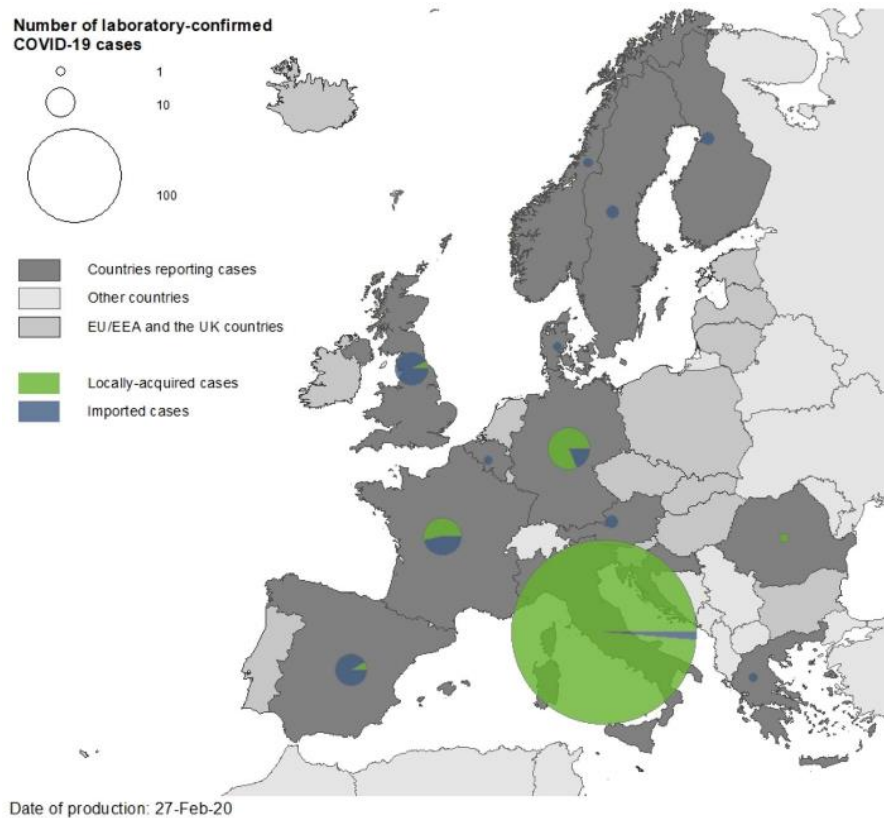 Number of laboratory-confirmed
COVID-19 cases
1
10
100
Countries reporting cases
Other countries
EU/EEA and the UK countries
Locally-acquired cases
Imported cases
Date of production: 27-Feb-20